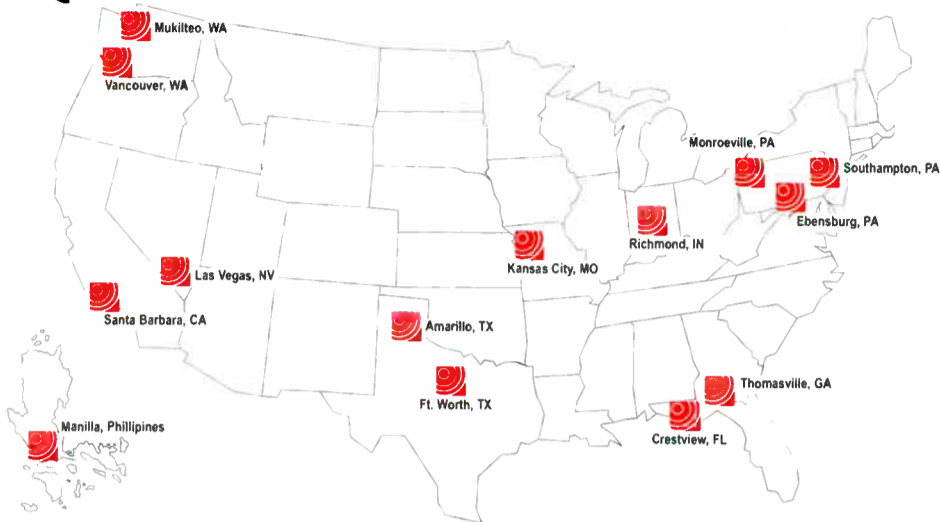 Mukilteo, WA
Vancouver, WA
Monroeville, PA
Southampton, PA
Ebensburg, PA
Richmond, IN
Kansas City, MO
Las Vegas, NV
Santa Barbara, CA
Amarillo, TX
Ft. Worth, TX
Thomasville, GA
Crestview, FL
Manilla, Phillipines